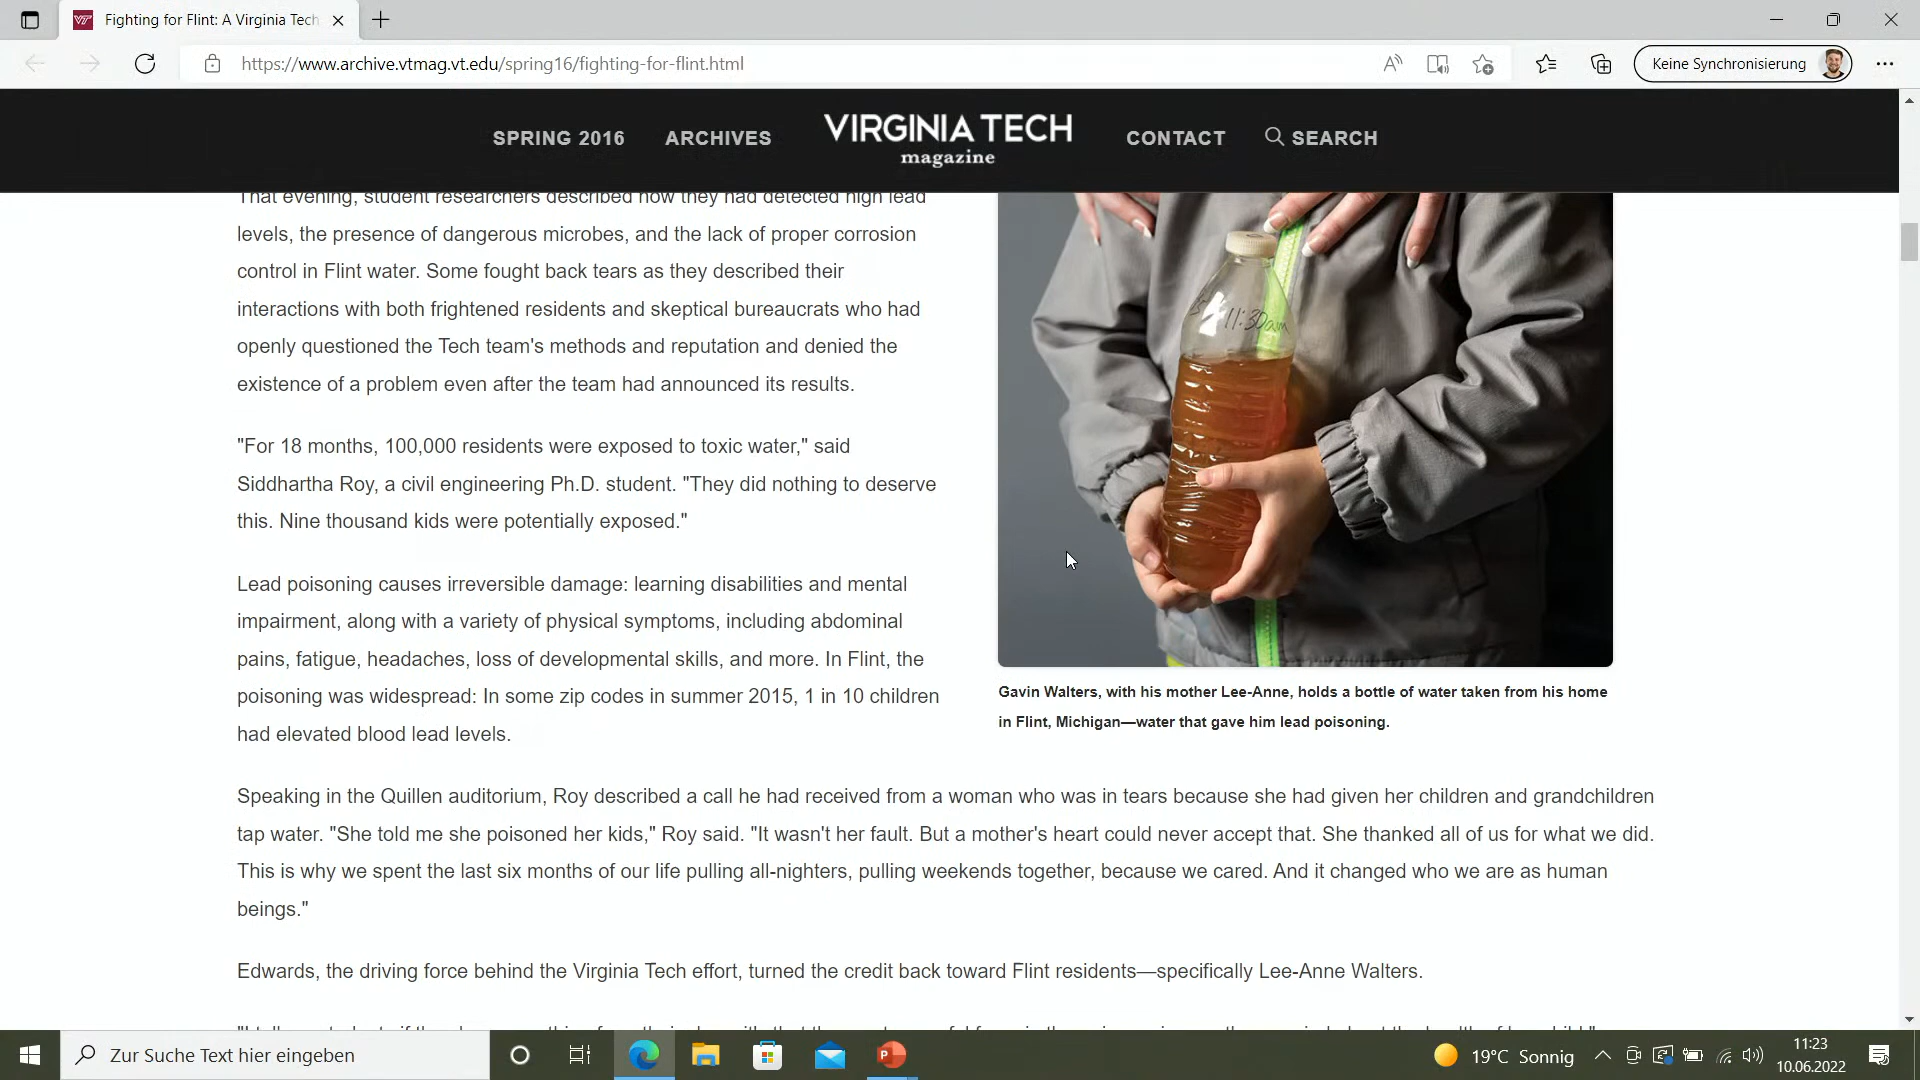 Fighting for Flint: A Virginia Tech
https://www.archive.vtmag.vt.edu/spring16/fighting-for-flint.html
Keine Synchronisierung
SPRING 2016
ARCHIVES
VIRGINIA TECH
magazine
CONTACT
SEARCH
That evening, student researchers described how they had detected high lead
levels, the presence of dangerous microbes, and the lack of proper corrosion
control in Flint water. Some fought back tears as they described their
interactions with both frightened residents and skeptical bureaucrats who had
openly questioned the Tech team's methods and reputation and denied the
existence of a problem even after the team had announced its results.
"For 18 months, 100,000 residents were exposed to toxic water," said
Siddhartha Roy, a civil engineering Ph.D. student. "They did nothing to deserve
this. Nine thousand kids were potentially exposed."
Lead poisoning causes irreversible damage: learning disabilities and mental
impairment, along with a variety of physical symptoms, including abdominal
pains, fatigue, headaches, loss of developmental skills, and more. In Flint, the
poisoning was widespread: In some zip codes in summer 2015, 1 in 10 children
had elevated blood lead levels.
11:30am
Gavin Walters, with his mother Lee-Anne, holds a bottle of water taken from his home
in Flint, Michigan—water that gave him lead poisoning.
Speaking in the Quillen auditorium, Roy described a call he had received from a woman who was in tears because she had given her children and grandchildren
tap water. "She told me she poisoned her kids," Roy said. "It wasn't her fault. But a mother's heart could never accept that. She thanked all of us for what we did.
This is why we spent the last six months of our life pulling all-nighters, pulling weekends together, because we cared. And it changed who we are as human
beings."
Edwards, the driving force behind the Virginia Tech effort, turned the credit back toward Flint residents—specifically Lee-Anne Walters.
Zur Suche Text hier eingeben
19°C Sonnig
11:23
10.06.2022